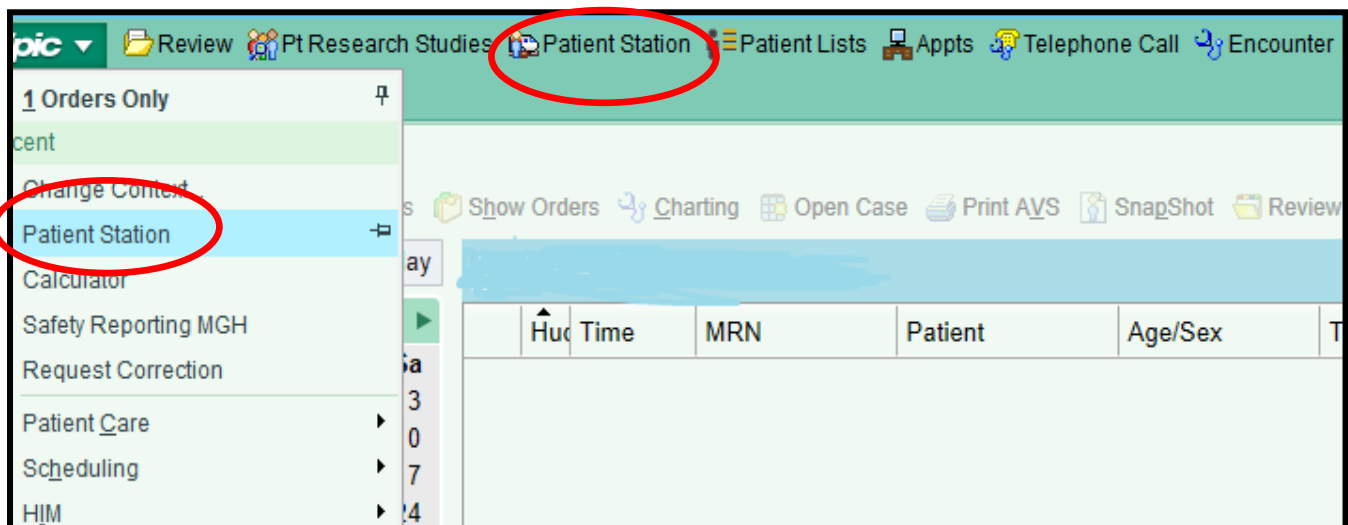 pic Review Pt Research Studies Patient Station Patient Lists Appts Telephone Call Encounter
1 Orders Only
cent
Change Context
s Show Orders Charting Open Case Print AVS SnapShot Review
Patient Station
ay
Calculator
Safety Reporting MGH
Huc Time MRN Patient Age/Sex T
Request Correction
Sa
3
Patient Care
0
Scheduling
7
HIM
24